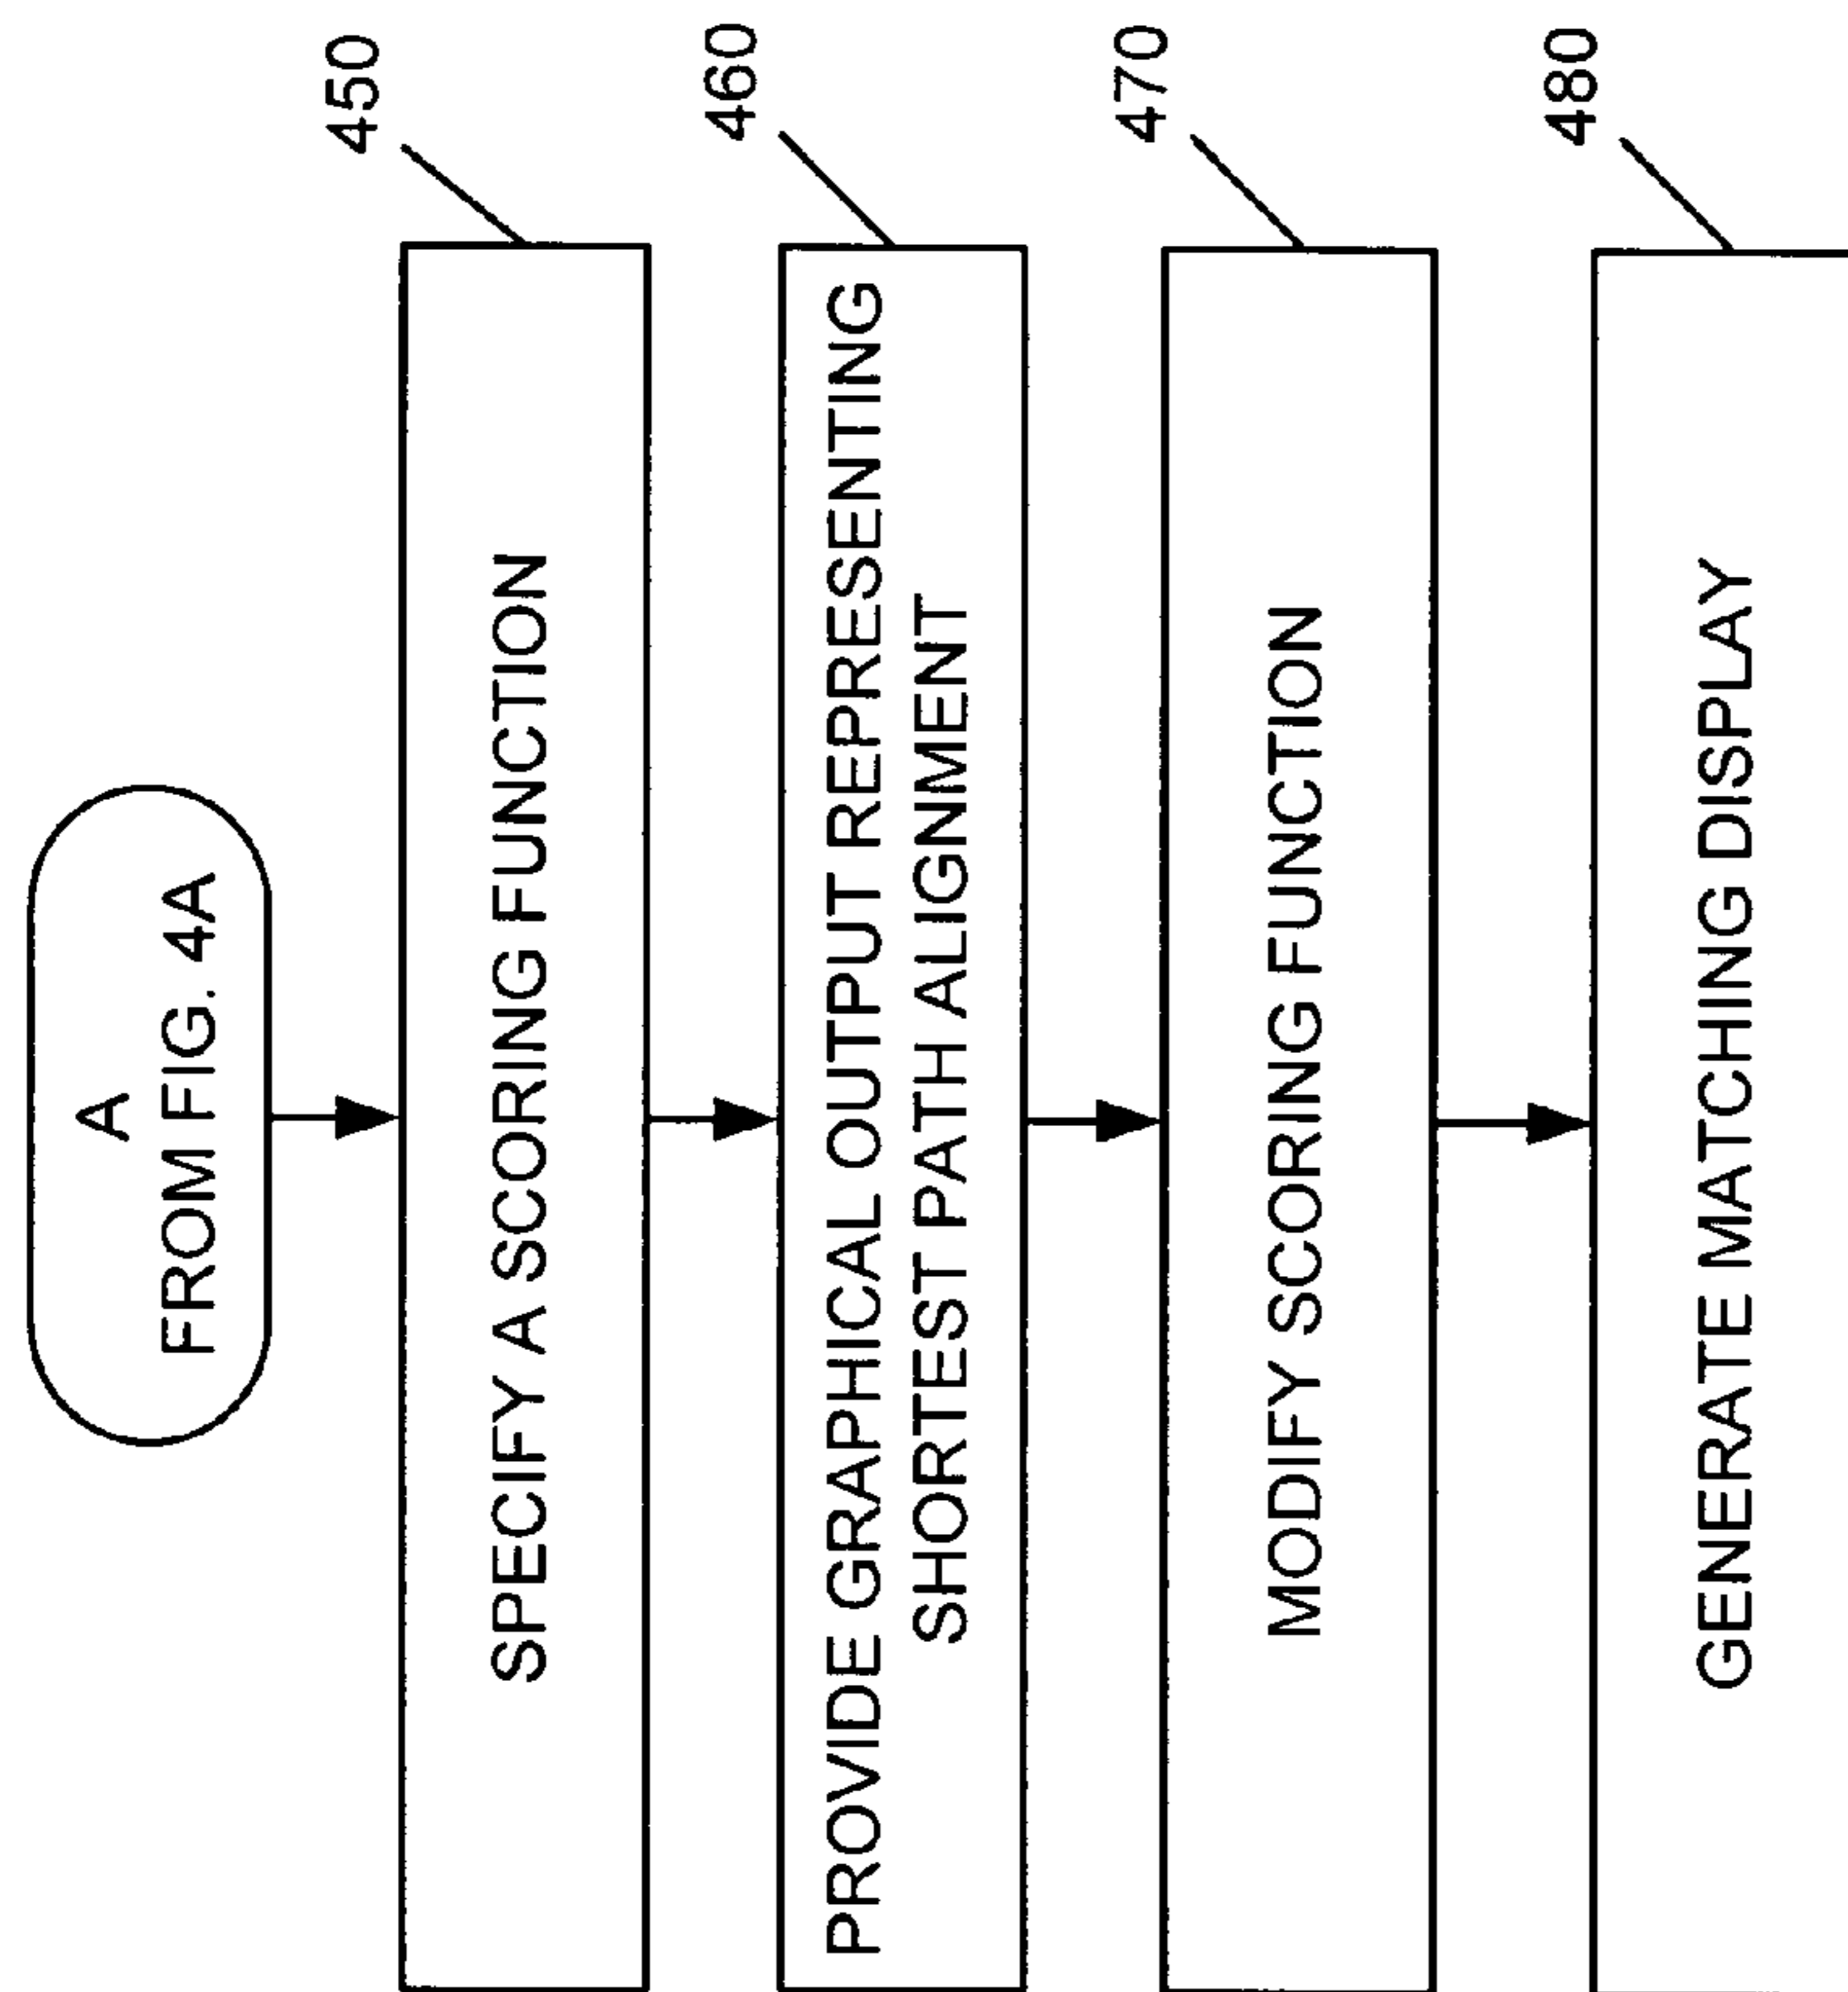 A
FROM FIG. 4A
450
SPECIFY A SCORING FUNCTION
460
PROVIDE GRAPHICAL OUTPUT REPRESENTING
SHORTEST PATH ALIGNMENT
470
MODIFY SCORING FUNCTION
480
GENERATE MATCHING DISPLAY